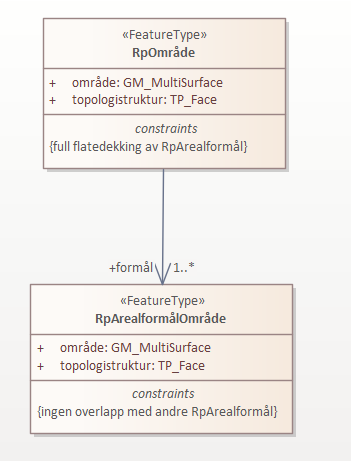 «FeatureType»
RpOmråde
+ område: GM_MultiSurface
+ topologistruktur: TP_Face
constraints
{full flatedekking av RpArealformål}
+formål 1..*
«FeatureType»
RpArealformålOmråde
+ område: GM_MultiSurface
+ topologistruktur: TP_Face
constraints
{ingen overlapp med andre RpArealformål}